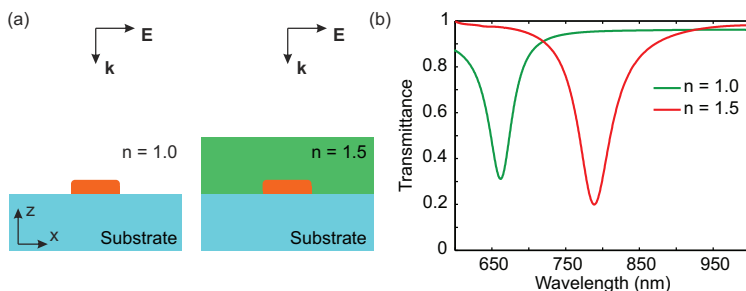 (a)
E
k
n = 1.0
z
x
Substrate
E
k
n = 1.5
Substrate
(b)
1
0.8
0.6
0.4
0.2
0
Transmittance
n = 1.0
n = 1.5
650
750
850
950
Wavelength (nm)